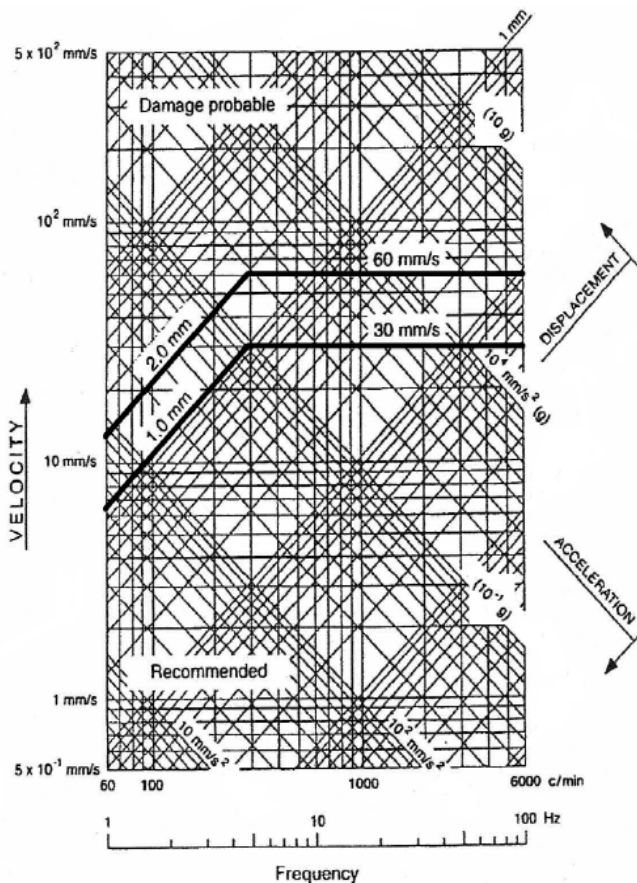 1 mm
5 x 10² mm/s
Damage probable
(10 g)
10² mm/s
60 mm/s
DISPLACEMENT
2.0 mm
30 mm/s
10⁴ mm/s² (g)
1.0 mm
VELOCITY
10 mm/s
ACCELERATION
(10⁻¹ g)
Recommended
1 mm/s
10 mm/s²
10² mm/s²
5 x 10⁻¹ mm/s
60 100 1000 6000 c/min
1 10 100 Hz
Frequency